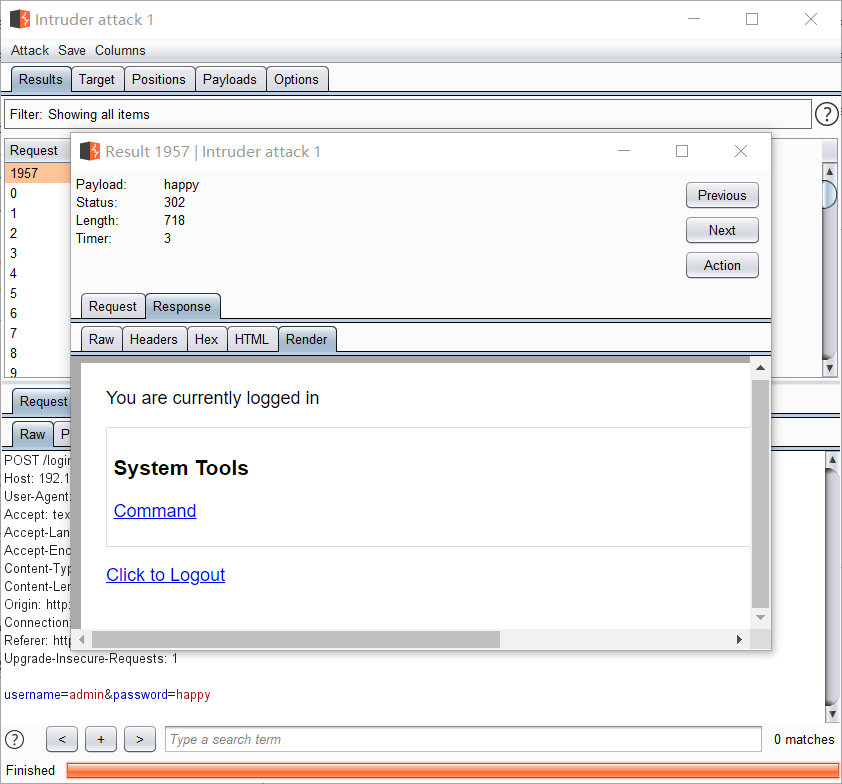 Intruder attack 1
Attack Save Columns
Results Target Positions Payloads Options
Filter: Showing all items
?
Request
1957
0
1
2
3
4
5
6
7
8
9
Result 1957 | Intruder attack 1
Payload: happy
Status: 302
Length: 718
Timer: 3
Previous
Next
Action
Request Response
Raw Headers Hex HTML Render
You are currently logged in
System Tools
Command
Click to Logout
Request
Raw P
POST /login
Host: 192.1
User-Agent:
Accept: tex
Accept-Lan
Accept-Enc
Content-Typ
Content-Len
Origin: http:
Connection:
Referer: http
Upgrade-Insecure-Requests: 1
username=admin&password=happy
? < + > Type a search term 0 matches
Finished